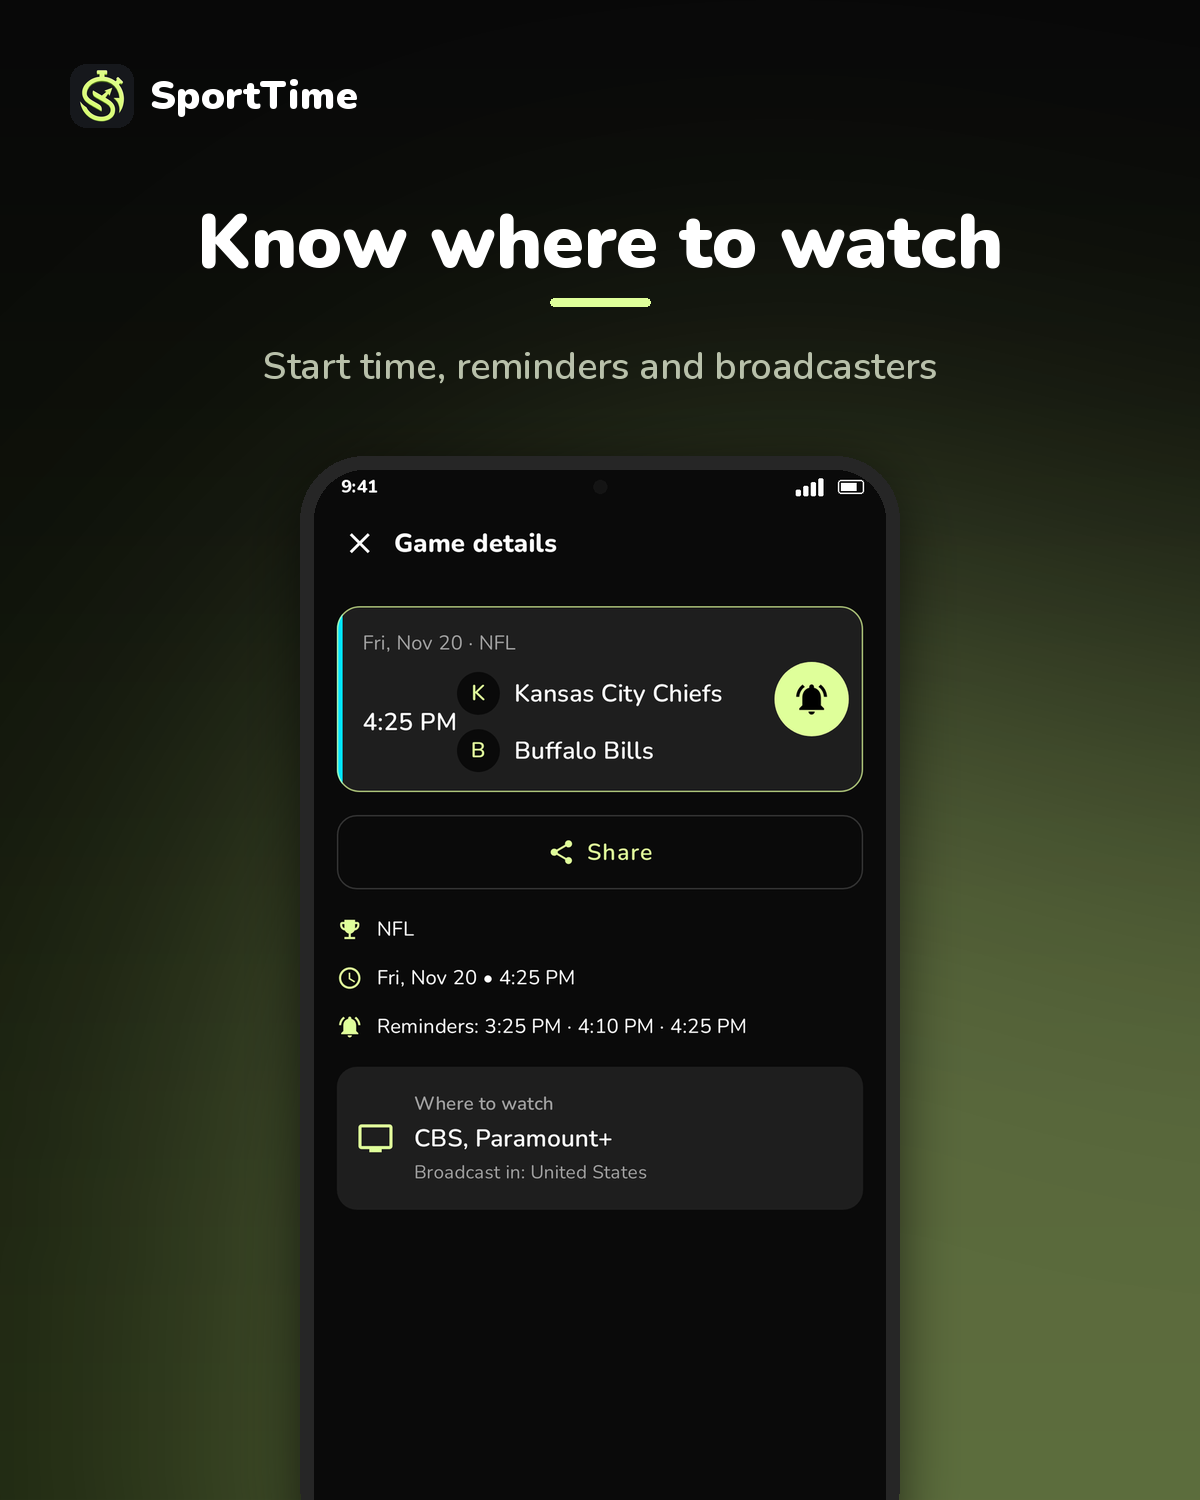 SportTime
Know where to watch
Start time, reminders and broadcasters
9:41
Game details
Fri, Nov 20 · NFL
4:25 PM
K Kansas City Chiefs
B Buffalo Bills
Share
NFL
Fri, Nov 20 • 4:25 PM
Reminders: 3:25 PM · 4:10 PM · 4:25 PM
Where to watch
CBS, Paramount+
Broadcast in: United States